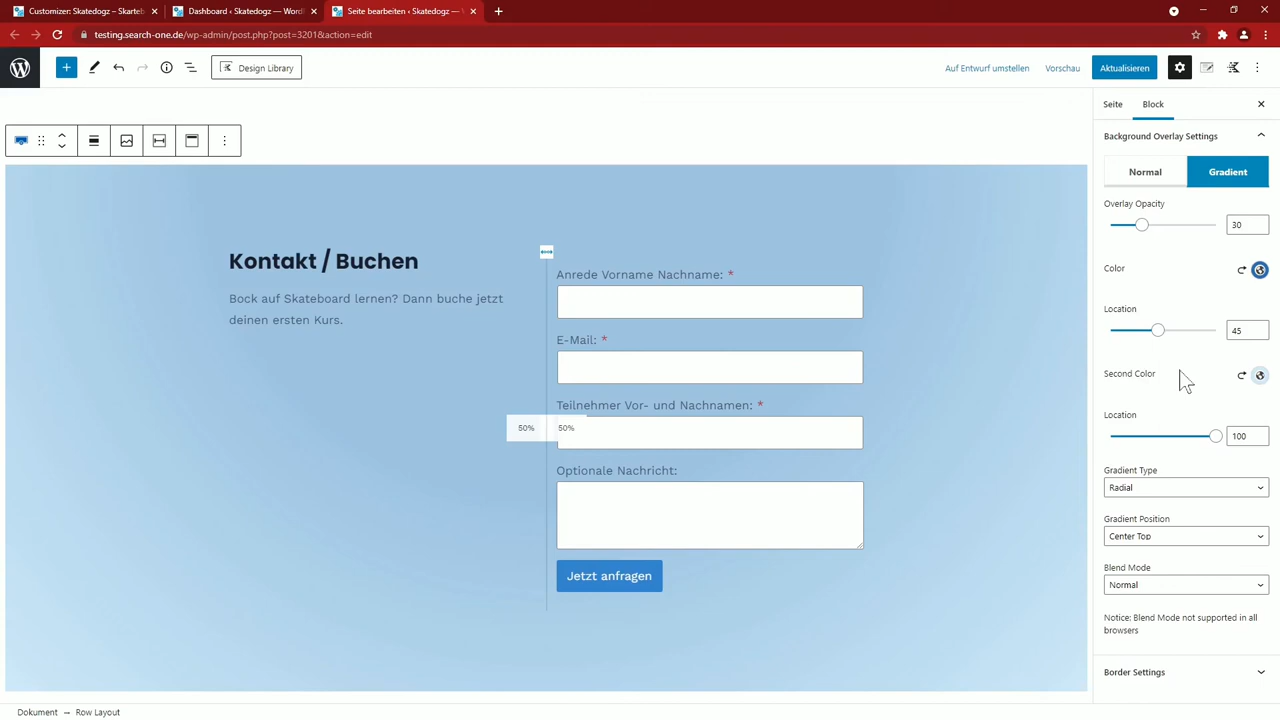 Customizer: Skatedogz – Skarteb
Dashboard ‹ Skatedogz — WordP
Seite bearbeiten ‹ Skatedogz — W
testing.search-one.de/wp-admin/post.php?post=3201&action=edit
Design Library
Auf Entwurf umstellen
Vorschau
Aktualisieren
Seite
Block
Background Overlay Settings
Normal
Gradient
Overlay Opacity
30
Color
Location
45
Second Color
Location
100
Gradient Type
Radial
Gradient Position
Center Top
Blend Mode
Normal
Notice: Blend Mode not supported in all
browsers
Border Settings
Kontakt / Buchen
Bock auf Skateboard lernen? Dann buche jetzt
deinen ersten Kurs.
Anrede Vorname Nachname: *
E-Mail: *
Teilnehmer Vor- und Nachnamen: *
50%
50%
Optionale Nachricht:
Jetzt anfragen
Dokument → Row Layout